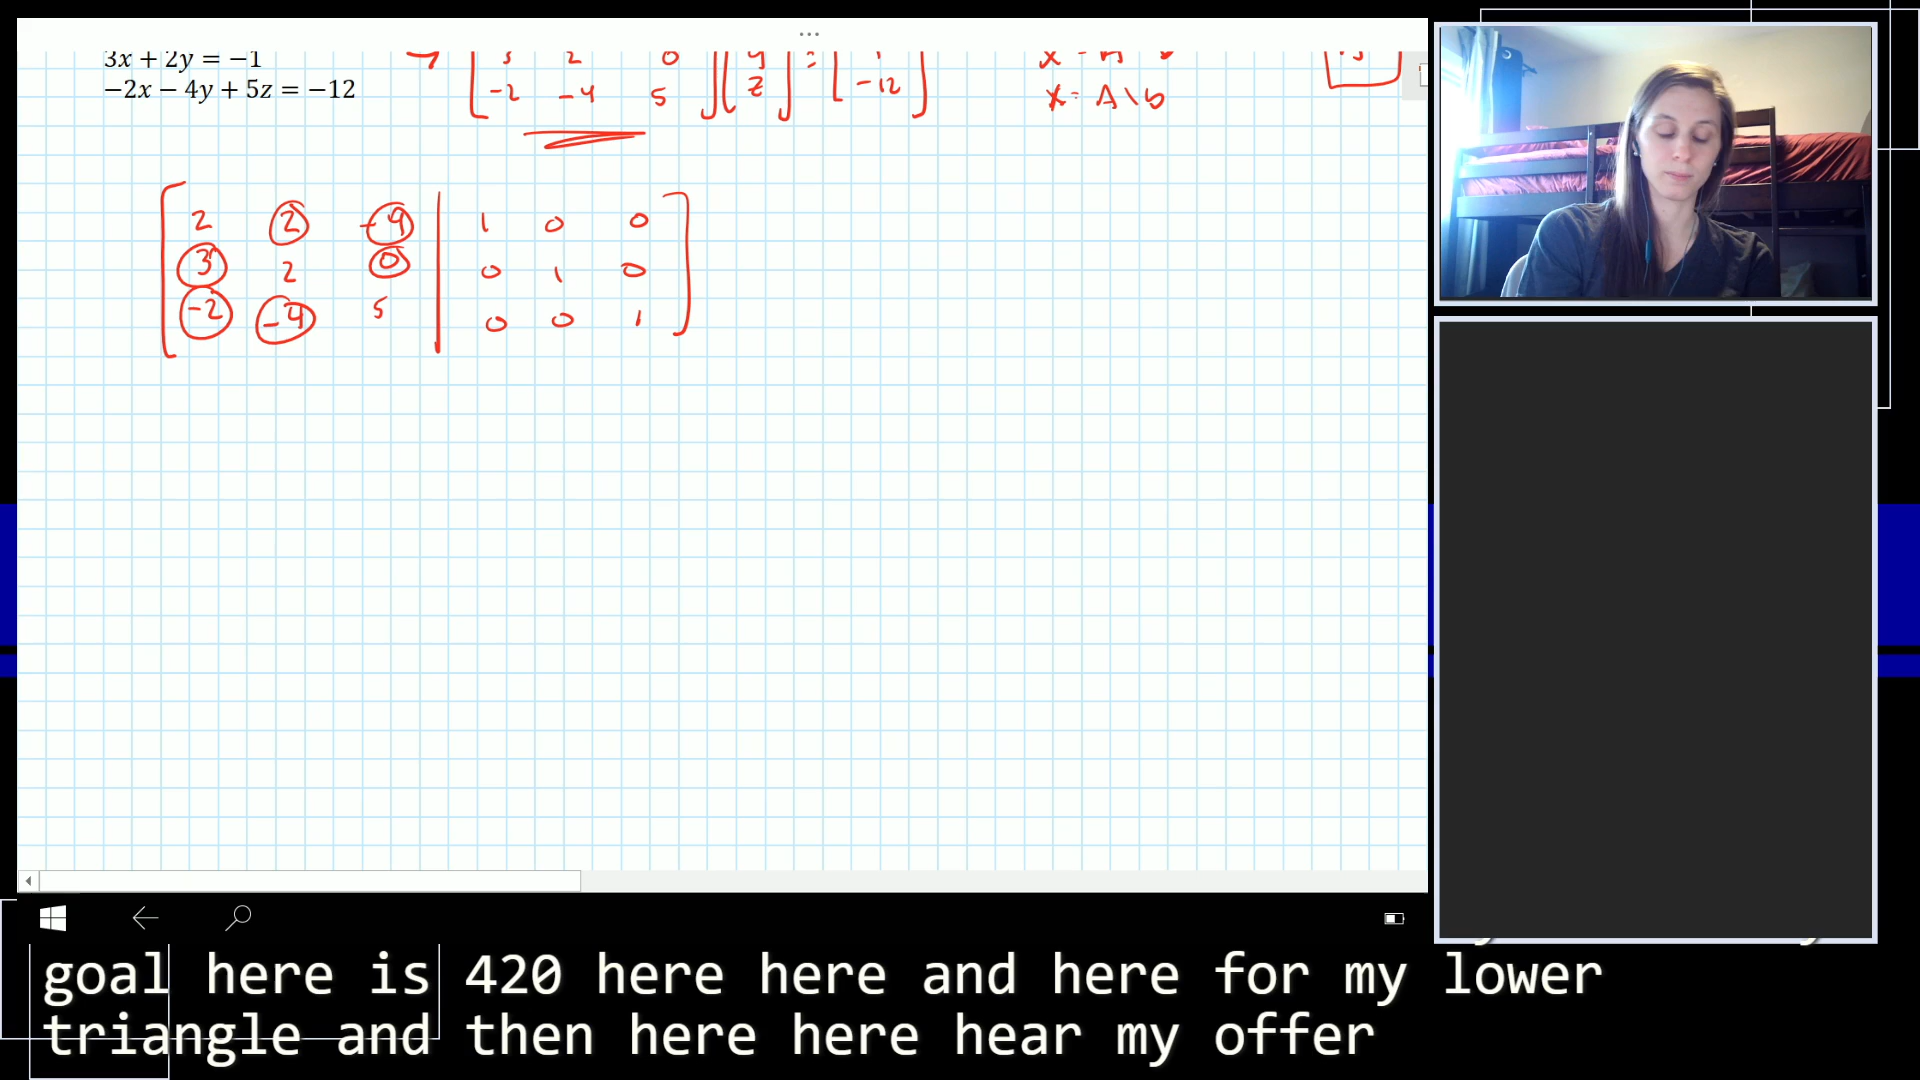 3x + 2y = −1
−2x − 4y + 5z = −12
-2 -4 5 z -12
x = A\b
2 2 -4 1 0 0
3 2 0 0 1 0
-2 -4 5 0 0 1
goal here is 420 here here and here for my lower
triangle and then here here hear my offer